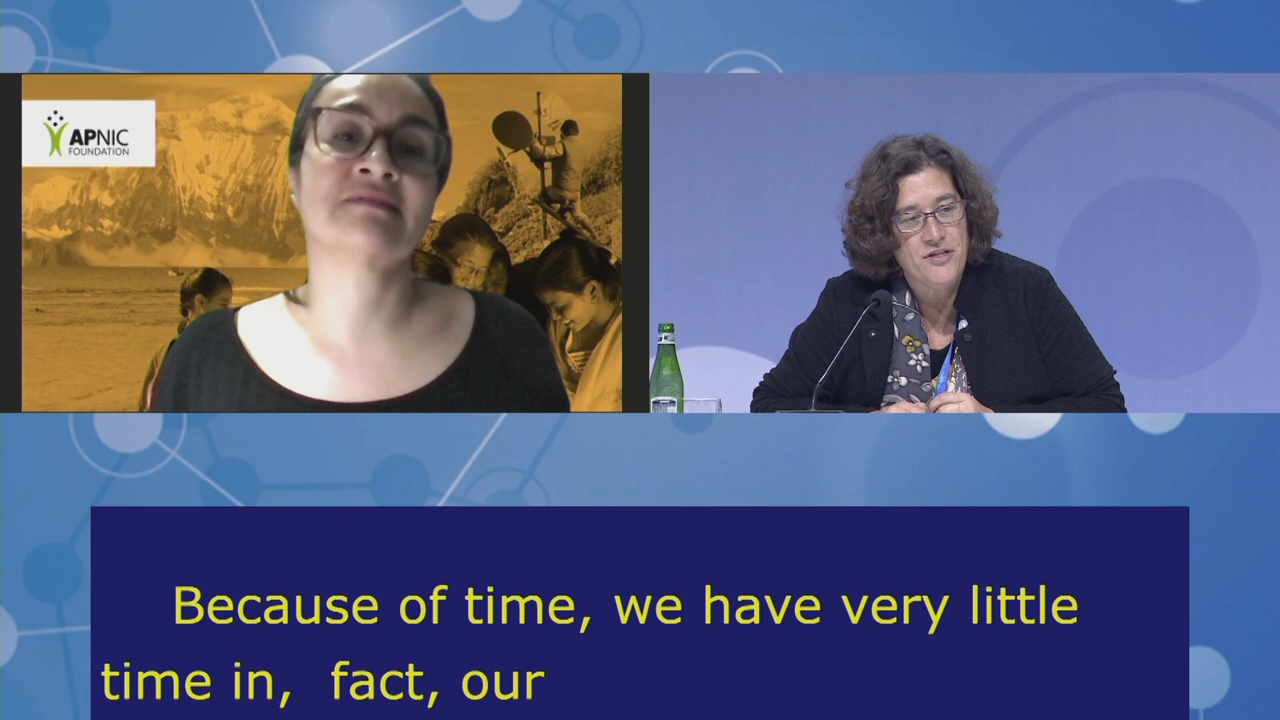 APNIC
FOUNDATION
Because of time, we have very little
time in,  fact, our